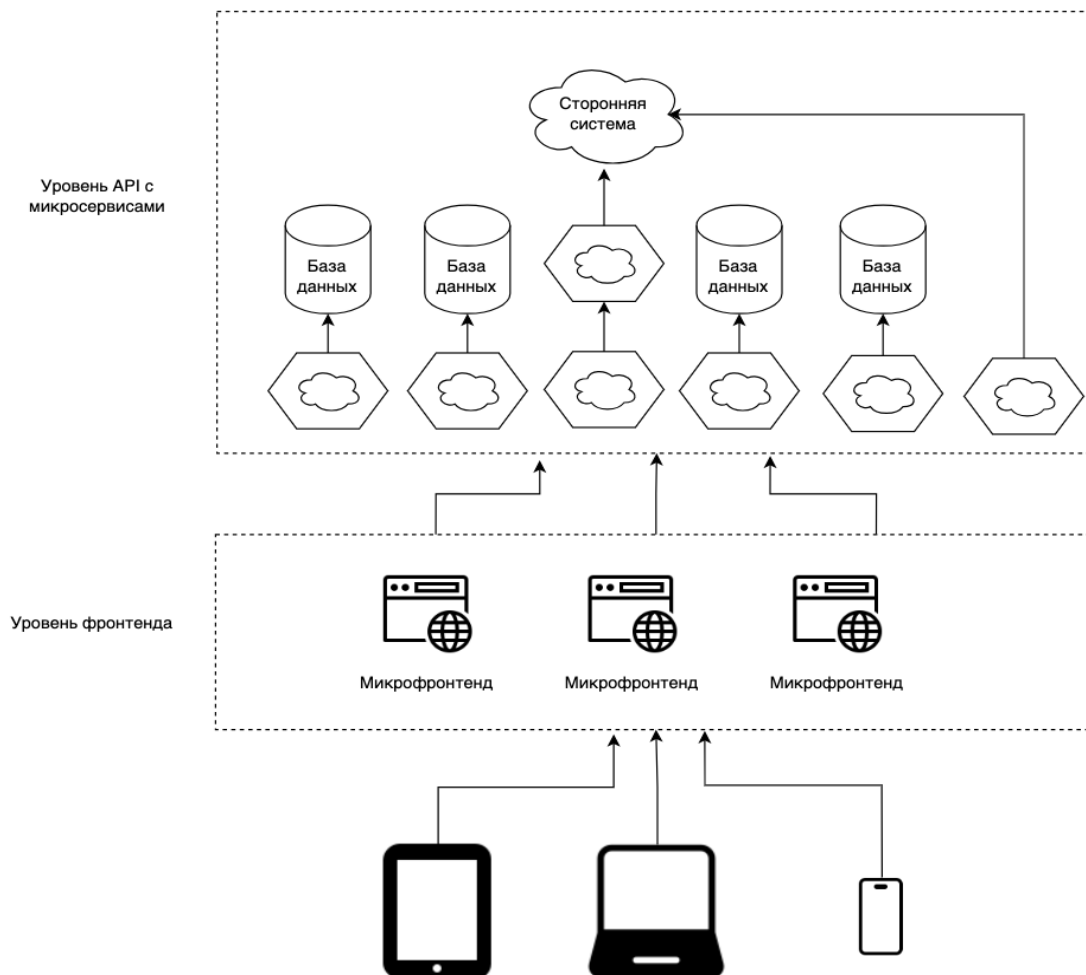 Сторонняя
система
Уровень API с
микросервисами
База
данных
База
данных
База
данных
База
данных
Уровень фронтенда
Микрофронтенд
Микрофронтенд
Микрофронтенд